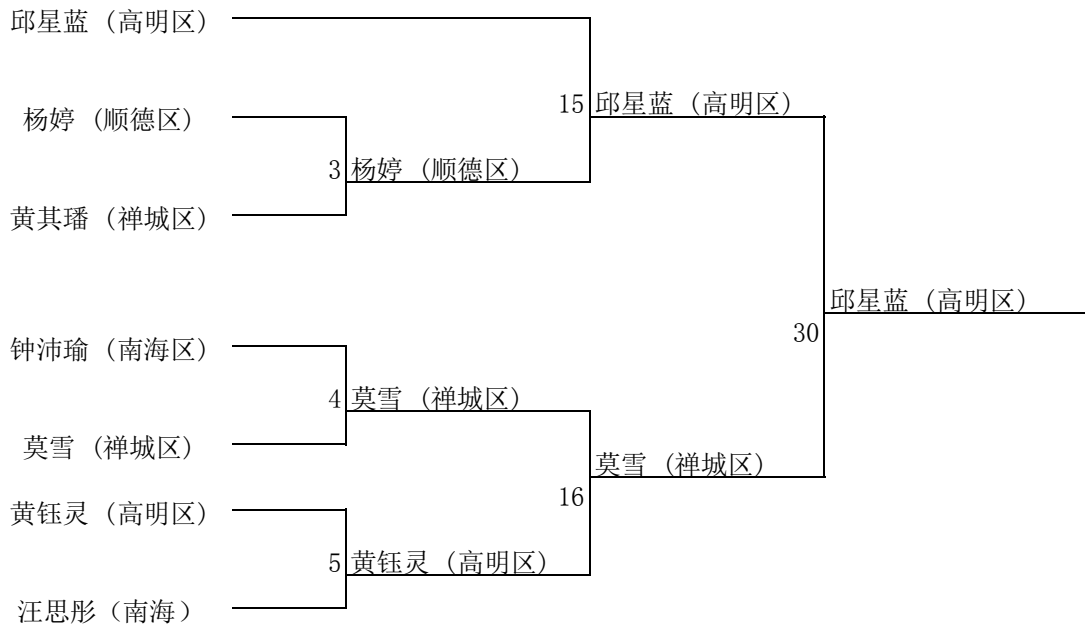 邱星蓝 (高明区)
15 邱星蓝 (高明区)
杨婷 (顺德区)
3 杨婷 (顺德区)
黄其璠 (禅城区)
邱星蓝 (高明区)
30
钟沛瑜 (南海区)
4 莫雪 (禅城区)
莫雪 (禅城区)
莫雪 (禅城区)
16
黄钰灵 (高明区)
5 黄钰灵 (高明区)
汪思彤（南海）